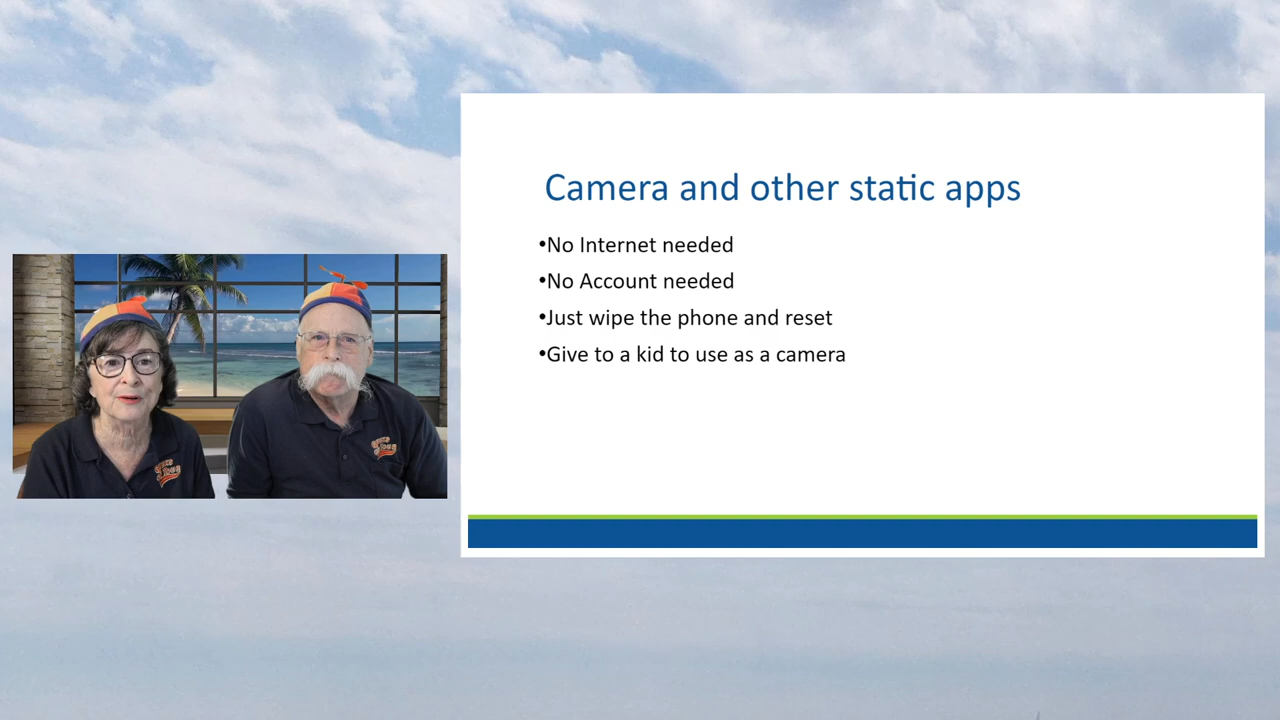 Camera and other static apps
•No Internet needed
•No Account needed
•Just wipe the phone and reset
•Give to a kid to use as a camera